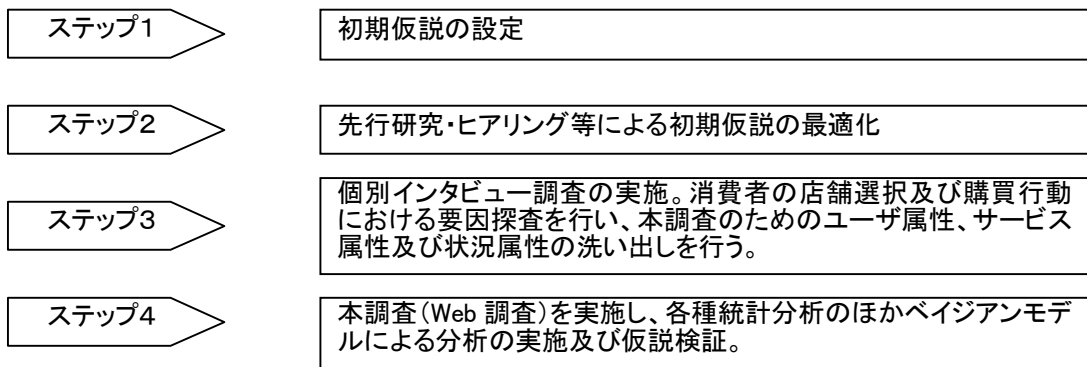 ステップ1
初期仮説の設定
ステップ2
先行研究・ヒアリング等による初期仮説の最適化
ステップ3
個別インタビュー調査の実施。消費者の店舗選択及び購買行動
における要因探査を行い、本調査のためのユーザ属性、サービス
属性及び状況属性の洗い出しを行う。
ステップ4
本調査（Web 調査）を実施し、各種統計分析のほかベイジアンモデ
ルによる分析の実施及び仮説検証。